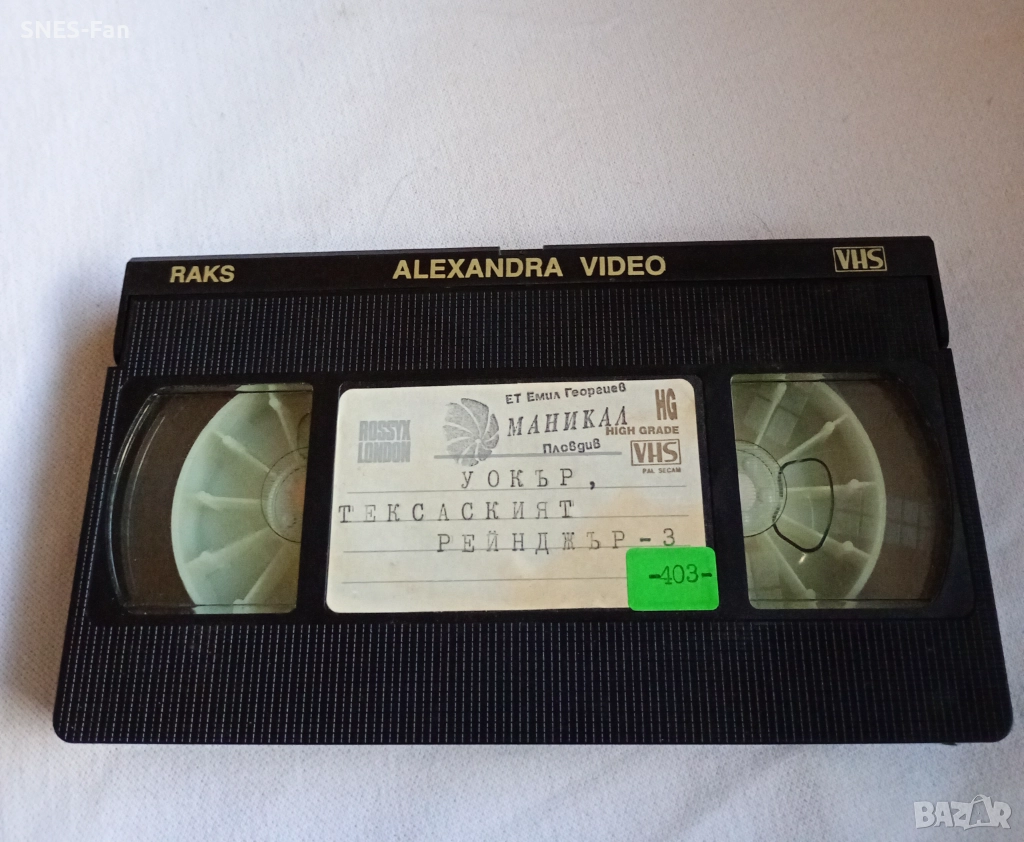 SNES-Fan
RAKS ALEXANDRA VIDEO VHS
ЕТ Емил Георгиев
ROSSYX МАНИКАЛ HG
LONDON HIGH GRADE
Пловдив VHS
PAL SECAM
УОКЪР,
ТЕКСАСКИЯТ
РЕЙНДЖЪР-3
-403-
BAZAR